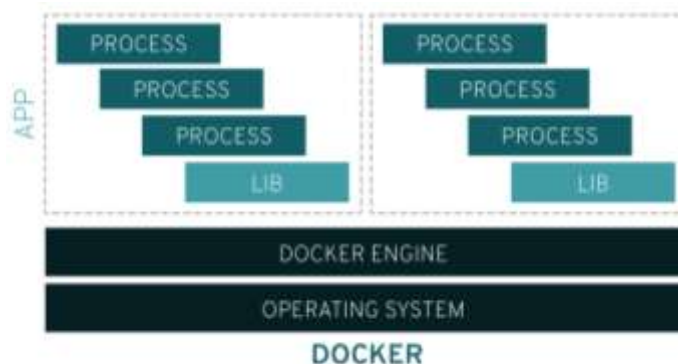 APP
PROCESS
PROCESS
PROCESS
LIB
PROCESS
PROCESS
PROCESS
LIB
DOCKER ENGINE
OPERATING SYSTEM
DOCKER